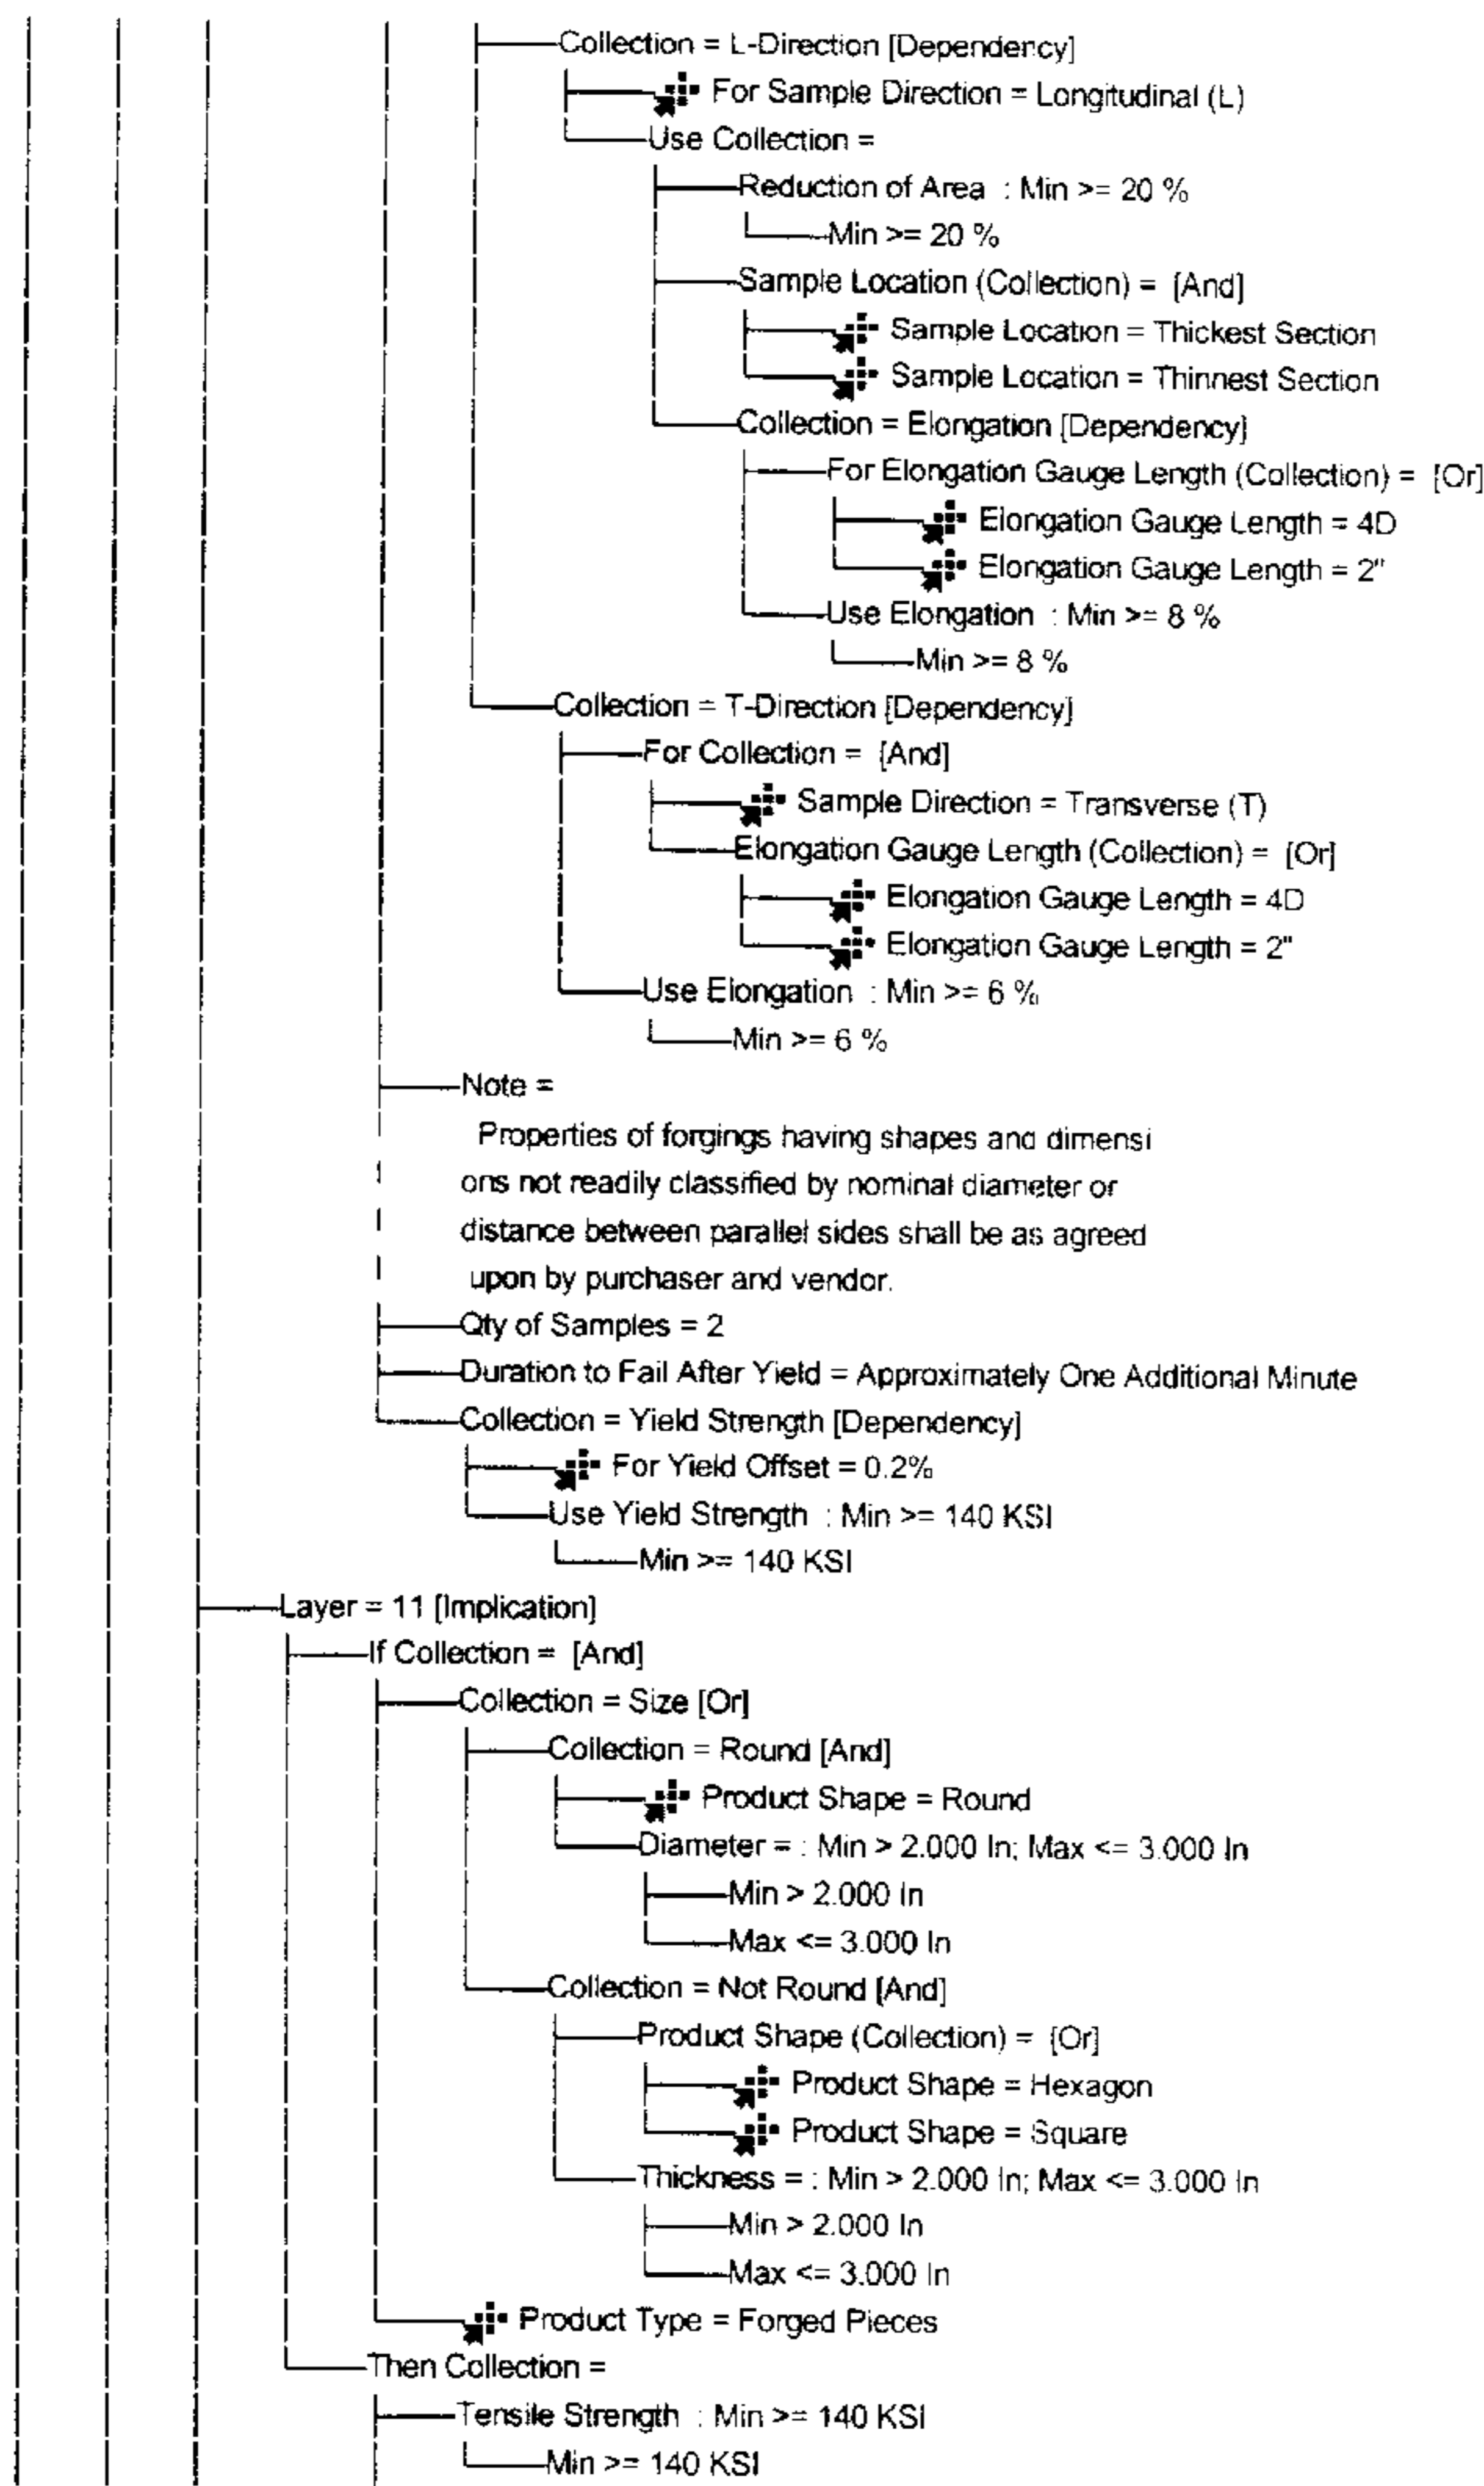 Collection = L-Direction [Dependency]
For Sample Direction = Longitudinal (L)
Use Collection =
Reduction of Area : Min >= 20 %
Min >= 20 %
Sample Location (Collection) = [And]
Sample Location = Thickest Section
Sample Location = Thinnest Section
Collection = Elongation [Dependency]
For Elongation Gauge Length (Collection) = [Or]
Elongation Gauge Length = 4D
Elongation Gauge Length = 2"
Use Elongation : Min >= 8 %
Min >= 8 %
Collection = T-Direction [Dependency]
For Collection = [And]
Sample Direction = Transverse (T)
Elongation Gauge Length (Collection) = [Or]
Elongation Gauge Length = 4D
Elongation Gauge Length = 2"
Use Elongation : Min >= 6 %
Min >= 6 %
Note =
Properties of forgings having shapes and dimensi
ons not readily classified by nominal diameter or
distance between parallel sides shall be as agreed
upon by purchaser and vendor.
Qty of Samples = 2
Duration to Fail After Yield = Approximately One Additional Minute
Collection = Yield Strength [Dependency]
For Yield Offset = 0.2%
Use Yield Strength : Min >= 140 KSI
Min >= 140 KSI
Layer = 11 [Implication]
If Collection = [And]
Collection = Size [Or]
Collection = Round [And]
Product Shape = Round
Diameter = : Min > 2.000 In; Max <= 3.000 In
Min > 2.000 In
Max <= 3.000 In
Collection = Not Round [And]
Product Shape (Collection) = [Or]
Product Shape = Hexagon
Product Shape = Square
Thickness = : Min > 2.000 In; Max <= 3.000 In
Min > 2.000 In
Max <= 3.000 In
Product Type = Forged Pieces
Then Collection =
Tensile Strength : Min >= 140 KSI
Min >= 140 KSI